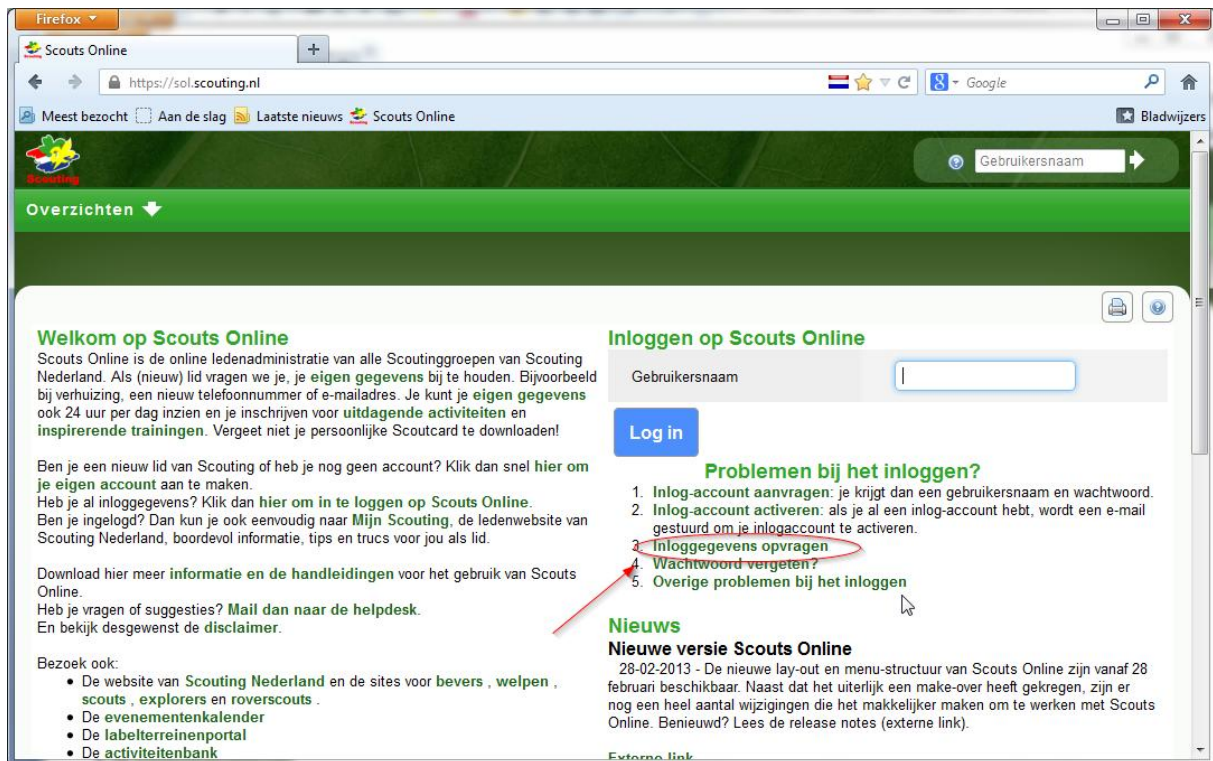 Firefox
Scouts Online
https://sol.scouting.nl
Google
Meest bezocht
Aan de slag
Laatste nieuws
Scouts Online
Bladwijzers
Scouting
Gebruikersnaam
Overzichten
Welkom op Scouts Online
Scouts Online is de online ledenadministratie van alle Scoutinggroepen van Scouting
Nederland. Als (nieuw) lid vragen we je, je eigen gegevens bij te houden. Bijvoorbeeld
bij verhuizing, een nieuw telefoonnummer of e-mailadres. Je kunt je eigen gegevens
ook 24 uur per dag inzien en je inschrijven voor uitdagende activiteiten en
inspirerende trainingen. Vergeet niet je persoonlijke Scoutcard te downloaden!
Ben je een nieuw lid van Scouting of heb je nog geen account? Klik dan snel hier om
je eigen account aan te maken.
Heb je al inloggegevens? Klik dan hier om in te loggen op Scouts Online.
Ben je ingelogd? Dan kun je ook eenvoudig naar Mijn Scouting, de ledenwebsite van
Scouting Nederland, boordevol informatie, tips en trucs voor jou als lid.
Download hier meer informatie en de handleidingen voor het gebruik van Scouts
Online.
Heb je vragen of suggesties? Mail dan naar de helpdesk.
En bekijk desgewenst de disclaimer.
Bezoek ook:
• De website van Scouting Nederland en de sites voor bevers , welpen ,
scouts , explorers en roverscouts .
• De evenementenkalender
• De labelterreinenportal
• De activiteitenbank
Inloggen op Scouts Online
Gebruikersnaam
Log in
Problemen bij het inloggen?
1. Inlog-account aanvragen: je krijgt dan een gebruikersnaam en wachtwoord.
2. Inlog-account activeren: als je al een inlog-account hebt, wordt een e-mail
gestuurd om je inlogaccount te activeren.
3. Inloggegevens opvragen
4. Wachtwoord vergeten?
5. Overige problemen bij het inloggen
Nieuws
Nieuwe versie Scouts Online
28-02-2013 - De nieuwe lay-out en menu-structuur van Scouts Online zijn vanaf 28
februari beschikbaar. Naast dat het uiterlijk een make-over heeft gekregen, zijn er
nog een heel aantal wijzigingen die het makkelijker maken om te werken met Scouts
Online. Benieuwd? Lees de release notes (externe link).
Externe link